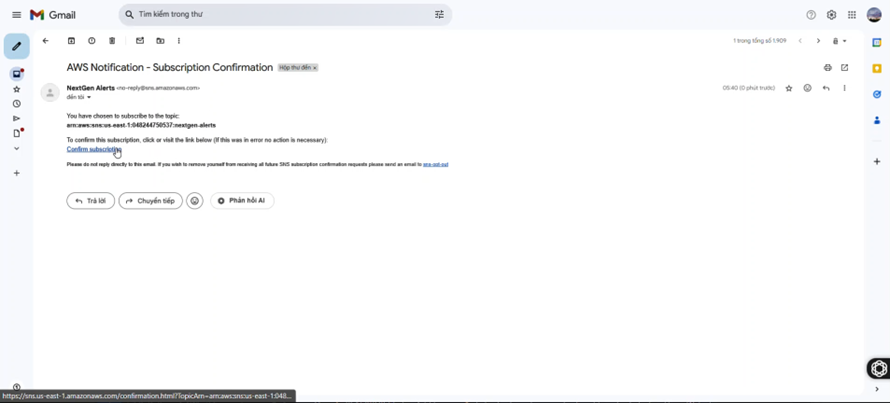 Gmail
Tìm kiếm trong thư
1 trong tổng số 1.909
AWS Notification - Subscription Confirmation
Hộp thư đến ×
NextGen Alerts <no-reply@sns.amazonaws.com>
05:40 (0 phút trước)
đến tôi
You have chosen to subscribe to the topic:
arn:aws:sns:us-east-1:048244750537:nextgen-alerts
To confirm this subscription, click or visit the link below (If this was in error no action is necessary):
Confirm subscription
Please do not reply directly to this email. If you wish to remove yourself from receiving all future SNS subscription confirmation requests please send an email to sns-opt-out
Trả lời
Chuyển tiếp
Phản hồi AI
https://sns.us-east-1.amazonaws.com/confirmation.html?TopicArn=arn:aws:sns:us-east-1:048...